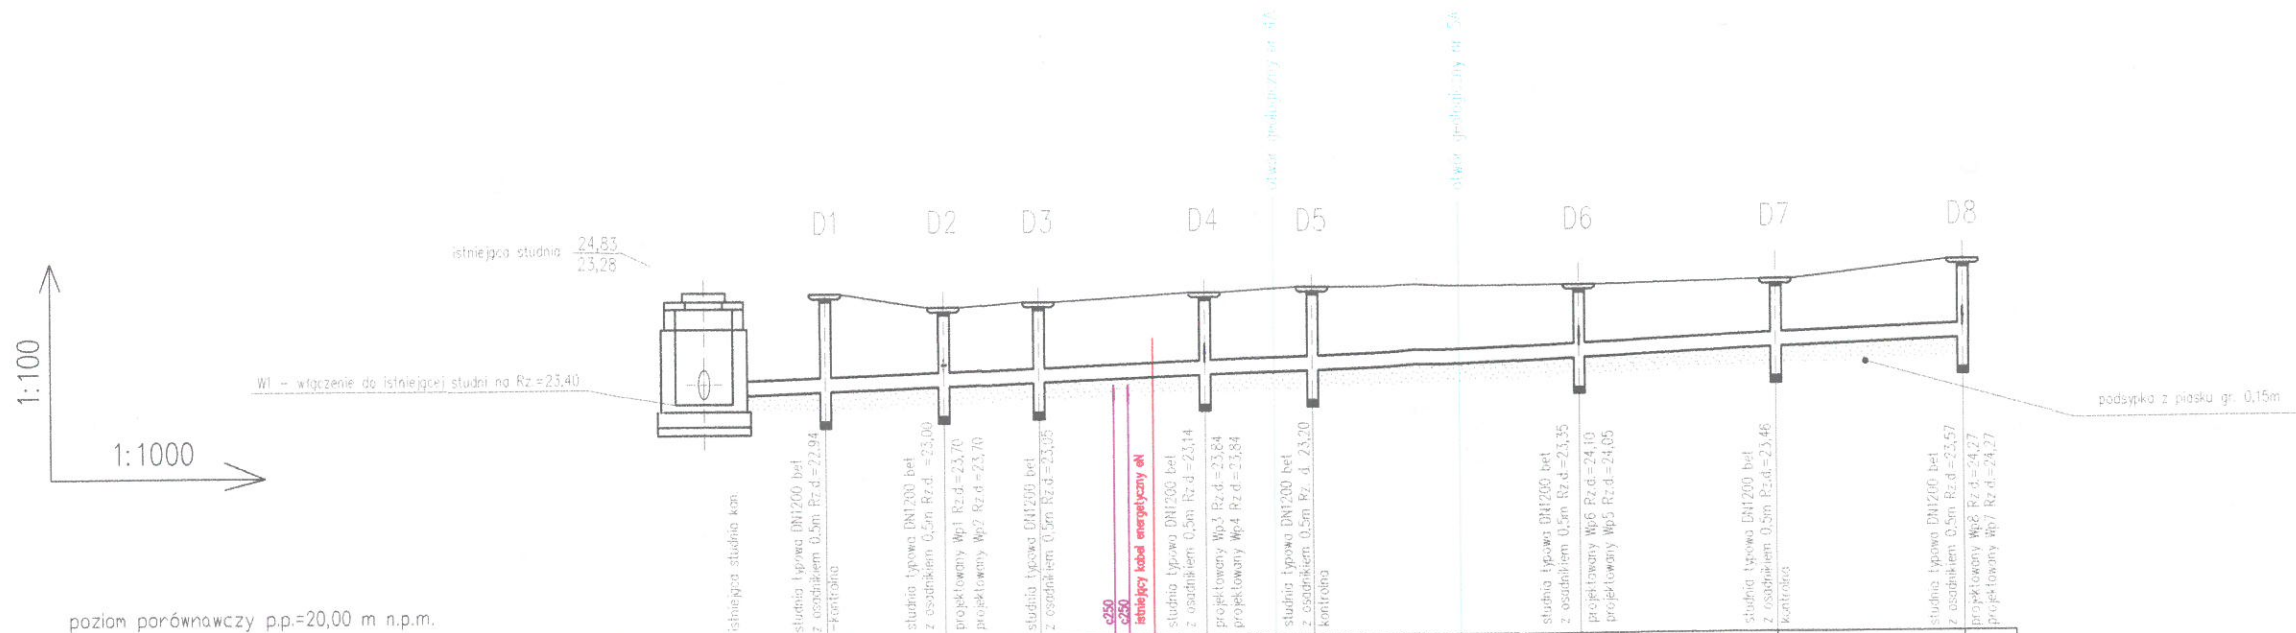 otwór geologiczny nr 4A
otwór geologiczny nr 5A
D1
D2
D3
D4
D5
D6
D7
D8
istniejąca studnia 24,83
23,28
1:100
1:1000
W1 - włączenie do istniejącej studni na Rz.=23,40
podsypka z piasku gr. 0,15m
istniejąca studnia kan.
studnia typowa DN1200 bet
z osadnikiem 0,5m Rz.d.=22,94
-kontrolna
studnia typowa DN1200 bet
z osadnikiem 0,5m Rz.d.=23,00
projektowany Wp1 Rz.d.=23,70
projektowany Wp2 Rz.d.=23,70
studnia typowa DN1200 bet
z osadnikiem 0,5m Rz.d.=23,05
c250
c250
istniejący kabel energetyczny eN
studnia typowa DN1200 bet
z osadnikiem 0,5m Rz.d.=23,14
projektowany Wp3 Rz.d.=23,84
projektowany Wp4 Rz.d.=23,84
studnia typowa DN1200 bet
z osadnikiem 0,5m Rz. d. 23,20
kontrolna
studnia typowa DN1200 bet
z osadnikiem 0,5m Rz.d.=23,35
projektowany Wp6 Rz.d.=24,10
projektowany Wp5 Rz.d.=24,05
studnia typowa DN1200 bet
z osadnikiem 0,5m Rz.d.=23,46
kontrolna
studnia typowa DN1200 bet
z osadnikiem 0,5m Rz.d.=23,57
projektowany Wp8 Rz.d.=24,27
projektowany Wp7 Rz.d.=24,27
poziom porównawczy p.p.=20,00 m n.p.m.